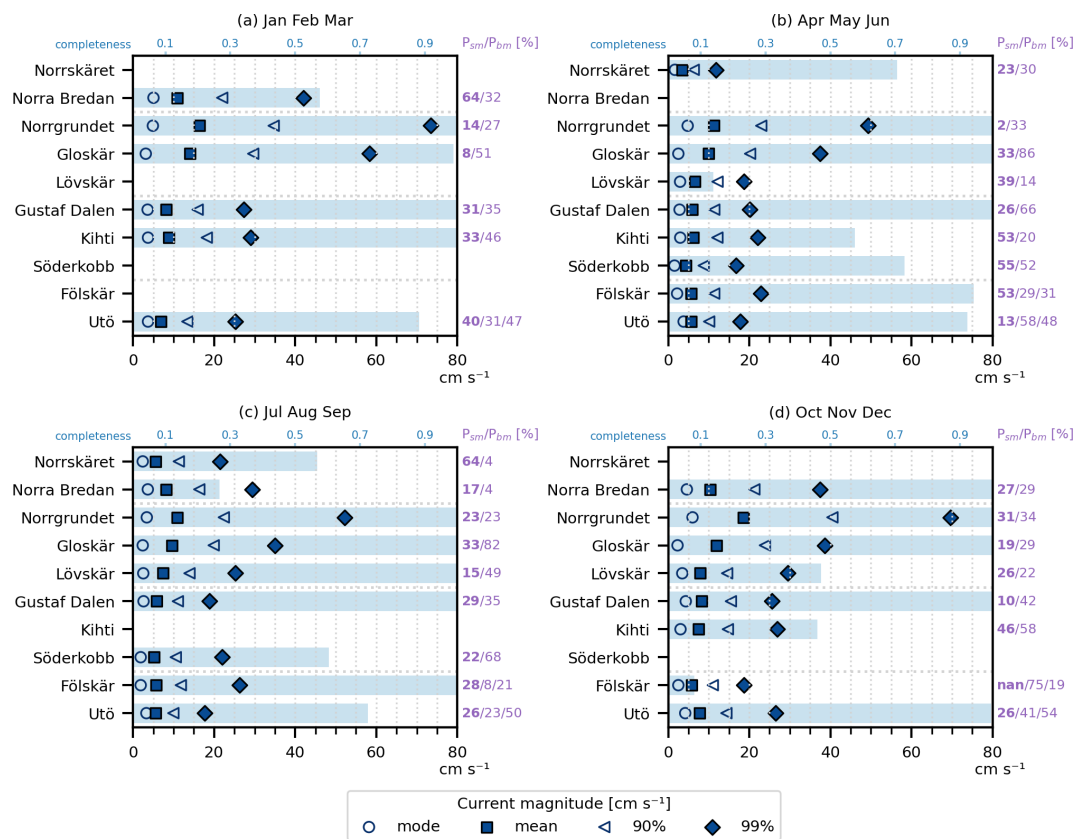 (a) Jan Feb Mar
completeness 0.1 0.3 0.5 0.7 0.9 P_sm/P_bm [%]
Norrskäret
Norra Bredan 64/32
Norrgrundet 14/27
Gloskär 8/51
Lövskär
Gustaf Dalen 31/35
Kihti 33/46
Söderkobb
Fölskär
Utö 40/31/47
0 20 40 60 80
cm s⁻¹
(b) Apr May Jun
completeness 0.1 0.3 0.5 0.7 0.9 P_sm/P_bm [%]
Norrskäret 23/30
Norra Bredan
Norrgrundet 2/33
Gloskär 33/86
Lövskär 39/14
Gustaf Dalen 26/66
Kihti 53/20
Söderkobb 55/52
Fölskär 53/29/31
Utö 13/58/48
0 20 40 60 80
cm s⁻¹
(c) Jul Aug Sep
completeness 0.1 0.3 0.5 0.7 0.9 P_sm/P_bm [%]
Norrskäret 64/4
Norra Bredan 17/4
Norrgrundet 23/23
Gloskär 33/82
Lövskär 15/49
Gustaf Dalen 29/35
Kihti
Söderkobb 22/68
Fölskär 28/8/21
Utö 26/23/50
0 20 40 60 80
cm s⁻¹
(d) Oct Nov Dec
completeness 0.1 0.3 0.5 0.7 0.9 P_sm/P_bm [%]
Norrskäret
Norra Bredan 27/29
Norrgrundet 31/34
Gloskär 19/29
Lövskär 26/22
Gustaf Dalen 10/42
Kihti 46/58
Söderkobb
Fölskär nan/75/19
Utö 26/41/54
0 20 40 60 80
cm s⁻¹
Current magnitude [cm s⁻¹]
mode mean 90% 99%